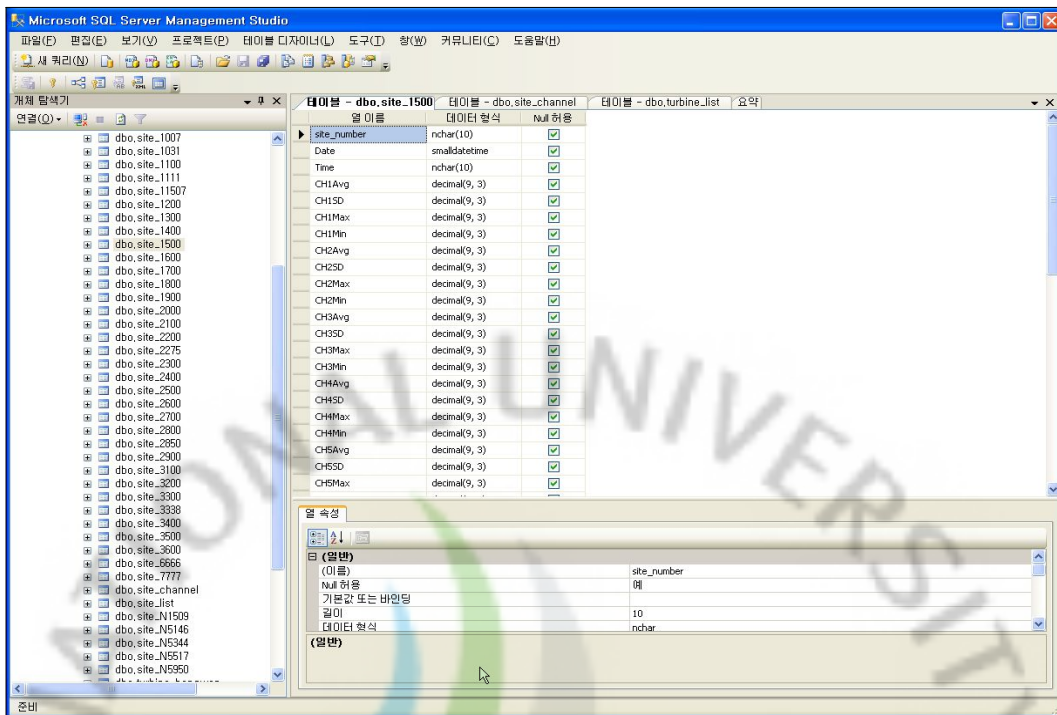 Microsoft SQL Server Management Studio
파일(F) 편집(E) 보기(V) 프로젝트(P) 테이블 디자이너(L) 도구(T) 창(W) 커뮤니티(C) 도움말(H)
새 쿼리(N)
개체 탐색기
연결(O)
dbo.site_1007
dbo.site_1031
dbo.site_1100
dbo.site_1111
dbo.site_11507
dbo.site_1200
dbo.site_1300
dbo.site_1400
dbo.site_1500
dbo.site_1600
dbo.site_1700
dbo.site_1800
dbo.site_1900
dbo.site_2000
dbo.site_2100
dbo.site_2200
dbo.site_2275
dbo.site_2300
dbo.site_2400
dbo.site_2500
dbo.site_2600
dbo.site_2700
dbo.site_2800
dbo.site_2850
dbo.site_2900
dbo.site_3100
dbo.site_3200
dbo.site_3300
dbo.site_3338
dbo.site_3400
dbo.site_3500
dbo.site_3600
dbo.site_6666
dbo.site_7777
dbo.site_channel
dbo.site_list
dbo.site_N1509
dbo.site_N5146
dbo.site_N5344
dbo.site_N5517
dbo.site_N5950
테이블 - dbo.site_1500 테이블 - dbo.site_channel 테이블 - dbo.turbine_list 요약
열 이름 데이터 형식 Null 허용
site_number nchar(10)
Date smalldatetime
Time nchar(10)
CH1Avg decimal(9, 3)
CH1SD decimal(9, 3)
CH1Max decimal(9, 3)
CH1Min decimal(9, 3)
CH2Avg decimal(9, 3)
CH2SD decimal(9, 3)
CH2Max decimal(9, 3)
CH2Min decimal(9, 3)
CH3Avg decimal(9, 3)
CH3SD decimal(9, 3)
CH3Max decimal(9, 3)
CH3Min decimal(9, 3)
CH4Avg decimal(9, 3)
CH4SD decimal(9, 3)
CH4Max decimal(9, 3)
CH4Min decimal(9, 3)
CH5Avg decimal(9, 3)
CH5SD decimal(9, 3)
CH5Max decimal(9, 3)
열 속성
(일반)
(이름) site_number
Null 허용 예
기본값 또는 바인딩
길이 10
데이터 형식 nchar
(일반)
준비
NATIONAL UNIVERSITY